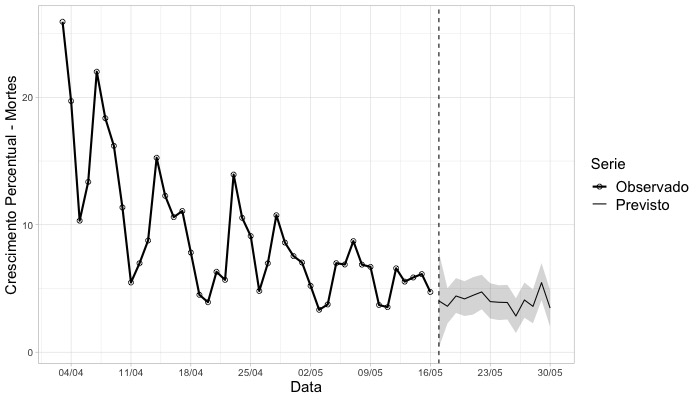 Crescimento Percentual - Mortes
20
10
0
04/04 11/04 18/04 25/04 02/05 09/05 16/05 23/05 30/05
Data
Serie
Observado
Previsto